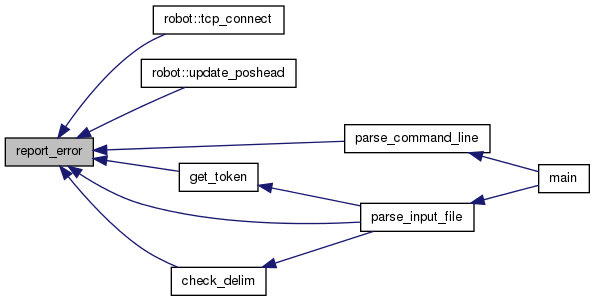 robot::tcp_connect
robot::update_poshead
report_error
parse_command_line
get_token
main
parse_input_file
check_delim